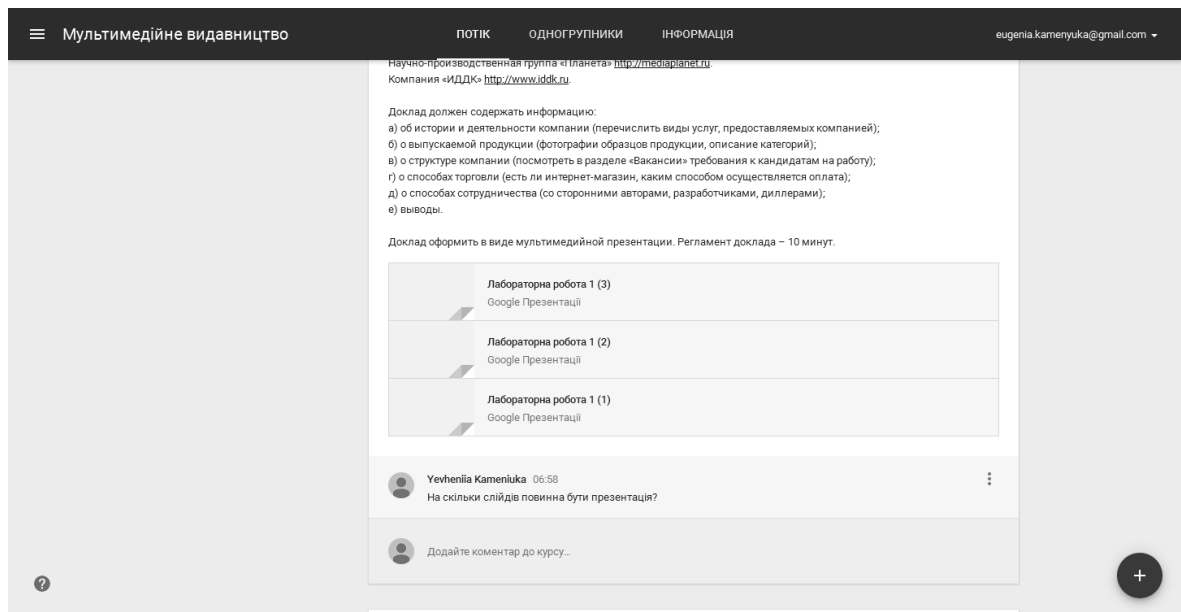 Мультимедійне видавництво
ПОТІК ОДНОГРУПНИКИ ІНФОРМАЦІЯ
eugenia.kamenyuka@gmail.com
Научно-производственная группа «Планета» http://mediaplanet.ru.
Компания «ИДДК» http://www.iddk.ru.
Доклад должен содержать информацию:
а) об истории и деятельности компании (перечислить виды услуг, предоставляемых компанией);
б) о выпускаемой продукции (фотографии образцов продукции, описание категорий);
в) о структуре компании (посмотреть в разделе «Вакансии» требования к кандидатам на работу);
г) о способах торговли (есть ли интернет-магазин, каким способом осуществляется оплата);
д) о способах сотрудничества (со сторонними авторами, разработчиками, диллерами);
е) выводы.
Доклад оформить в виде мультимедийной презентации. Регламент доклада – 10 минут.
Лабораторна робота 1 (3)
Google Презентації
Лабораторна робота 1 (2)
Google Презентації
Лабораторна робота 1 (1)
Google Презентації
Yevheniia Kameniuka 06:58
На скільки слійдів повинна бути презентація?
Додайте коментар до курсу…